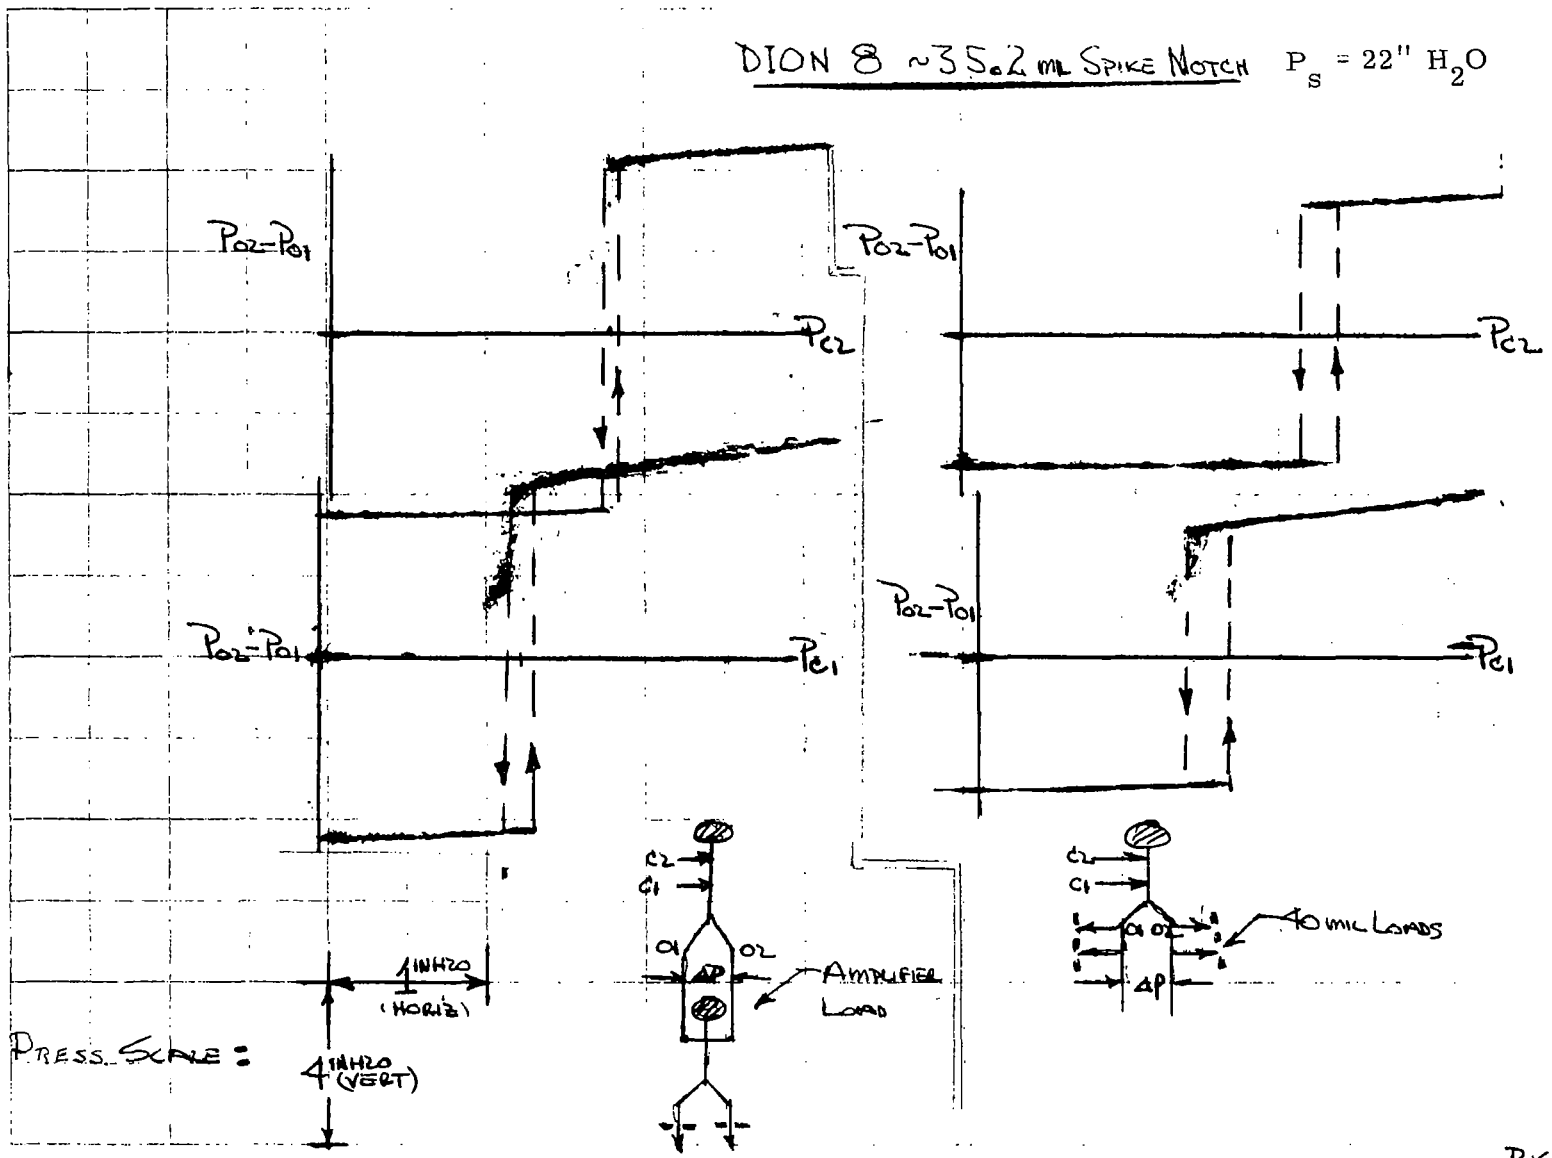 DION 8 ~35.2 ML SPIKE NOTCH P_S = 22" H2O
PO2-PO1
PC2
PO2-PO1
PC2
PO2-PO1
PC1
PO2-PO1
PC1
C2
C1
O1
O2
ΔP
AMPLIFIER
LOAD
C2
C1
O1 O2
40 MIL LOADS
ΔP
1 INH2O
(HORIZ)
PRESS. SCALE :
4 INH2O
(VERT)